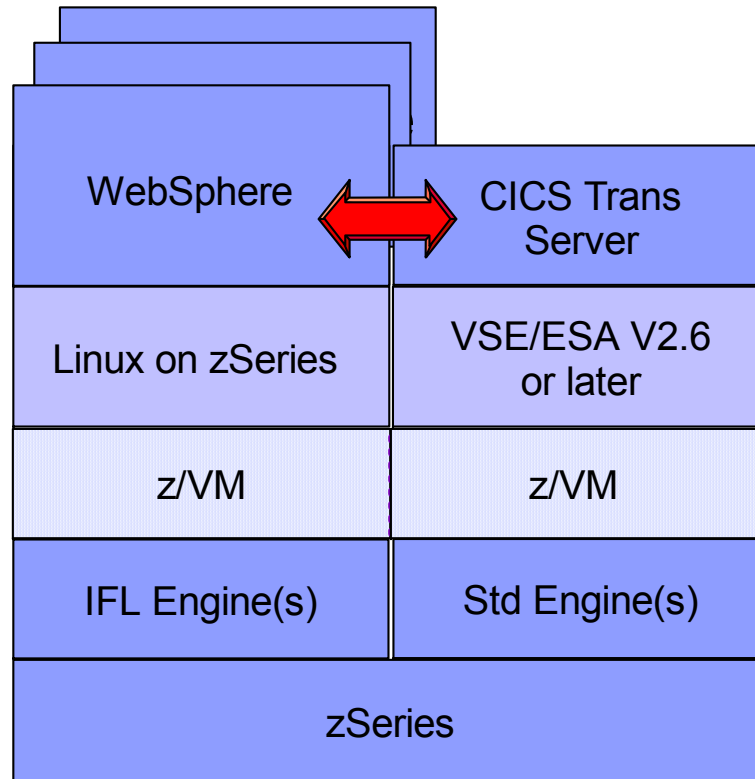 WebSphere
CICS Trans
Server
Linux on zSeries
VSE/ESA V2.6
or later
z/VM
z/VM
IFL Engine(s)
Std Engine(s)
zSeries